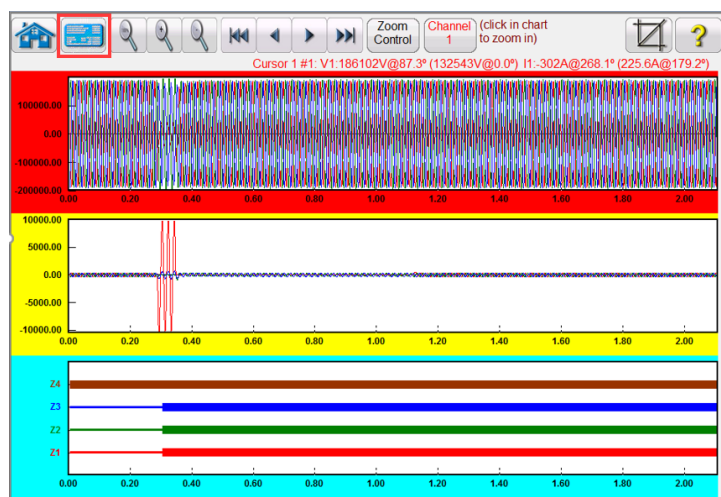 Zoom Control
Channel 1
(click in chart to zoom in)
Cursor 1 #1: V1:186102V@87.3º (132543V@0.0º) I1:-302A@268.1º (225.6A@179.2º)
100000.00
0.00
-100000.00
-200000.00
0.00 0.20 0.40 0.60 0.80 1.00 1.20 1.40 1.60 1.80 2.00
10000.00
5000.00
0.00
-5000.00
-10000.00
0.00 0.20 0.40 0.60 0.80 1.00 1.20 1.40 1.60 1.80 2.00
Z4
Z3
Z2
Z1
0.00 0.20 0.40 0.60 0.80 1.00 1.20 1.40 1.60 1.80 2.00